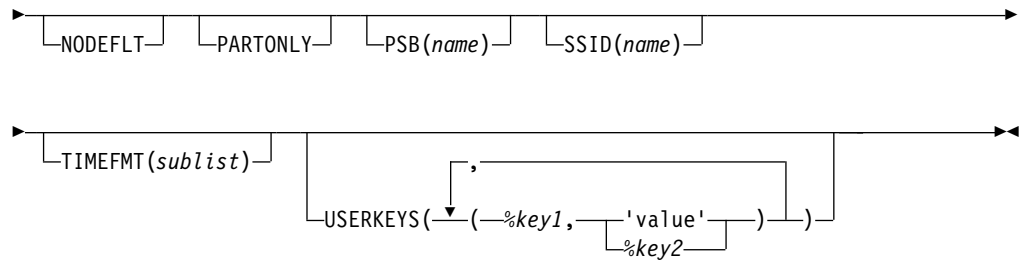 NODEFLT PARTONLY PSB(name) SSID(name)
TIMEFMT(sublist)
,
USERKEYS( ( %key1, 'value' ) )
%key2